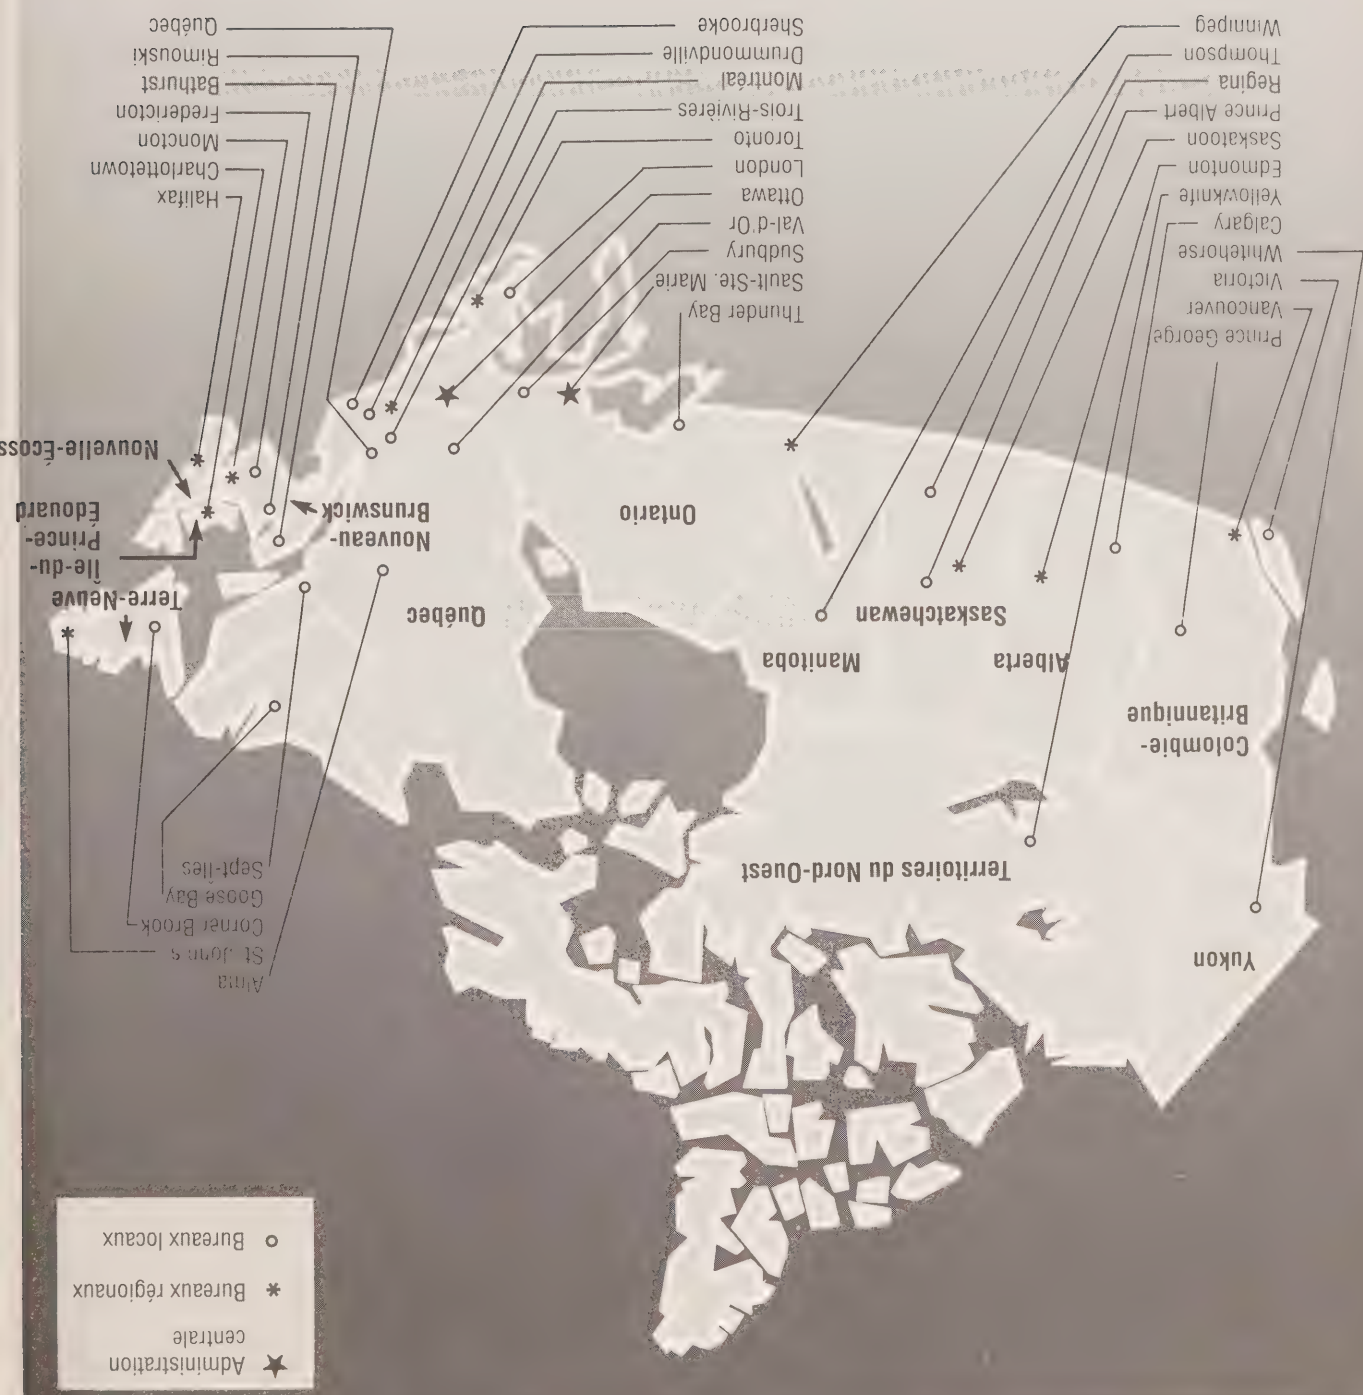 ★ Administration
centrale
* Bureaux régionaux
o Bureaux locaux
Yukon
Territoires du Nord-Ouest
Colombie-
Britannique
Alberta
Saskatchewan
Manitoba
Ontario
Québec
Alma
St. John's
Corner Brook
Goose Bay
Sept-Îles
Terre-Neuve
Île-du-
Prince-
Édouard
Nouveau-
Brunswick
Nouvelle-Écoss
Prince George
Vancouver
Victoria
Whitehorse
Calgary
Yellowknife
Edmonton
Saskatoon
Prince Albert
Regina
Thompson
Winnipeg
Thunder Bay
Sault-Ste. Marie
Sudbury
Val-d'Or
Ottawa
London
Toronto
Trois-Rivières
Montréal
Drummondville
Sherbrooke
Halifax
Charlottetown
Moncton
Fredericton
Bathurst
Rimouski
Québec